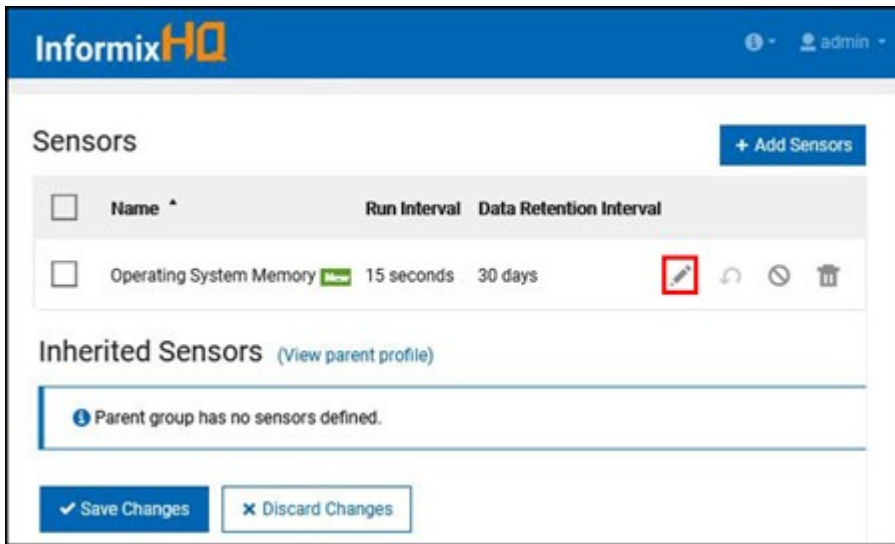 InformixHQ
admin
Sensors
+ Add Sensors
Name Run Interval Data Retention Interval
Operating System Memory New 15 seconds 30 days
Inherited Sensors (View parent profile)
Parent group has no sensors defined.
Save Changes Discard Changes